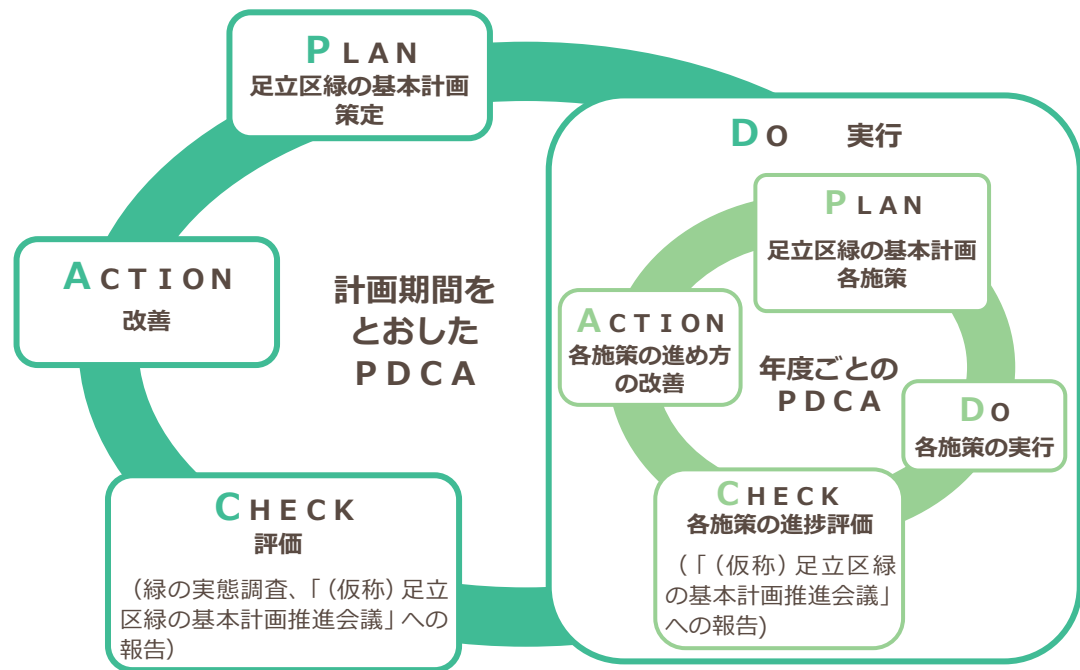 ＰＬＡＮ
足立区緑の基本計画
策定
ＤＯ　実行
ＰＬＡＮ
足立区緑の基本計画
各施策
ＡＣＴＩＯＮ
改善
計画期間を
とおした
ＰＤＣＡ
ＡＣＴＩＯＮ
各施策の進め方
の改善
年度ごとの
ＰＤＣＡ
ＤＯ
各施策の実行
ＣＨＥＣＫ
評価
（緑の実態調査、「（仮称）足立
区緑の基本計画推進会議」への
報告）
ＣＨＥＣＫ
各施策の進捗評価
（「（仮称）足立区緑
の基本計画推進会議」
への報告)